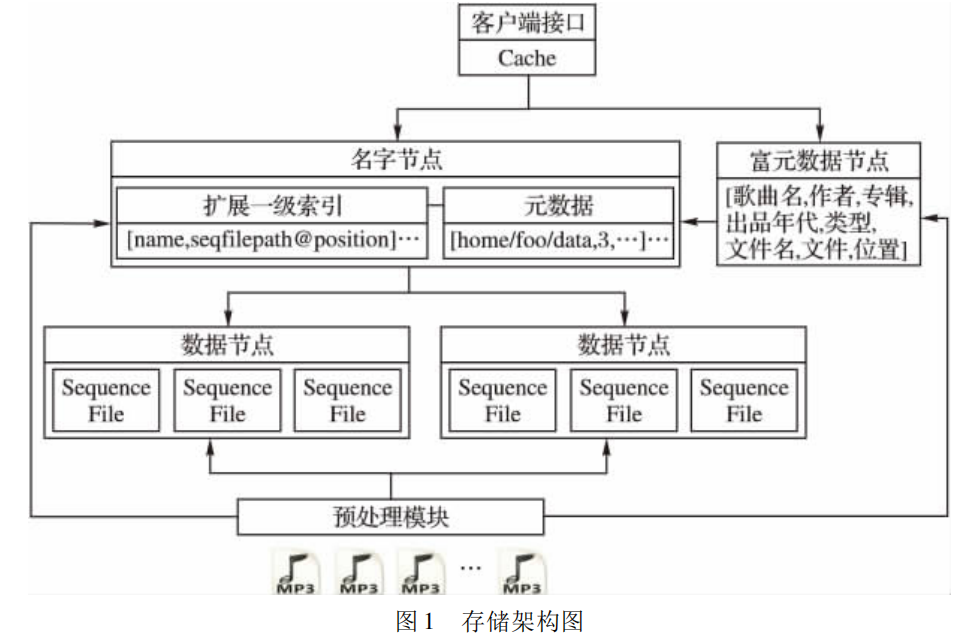 客户端接口
Cache
名字节点
扩展一级索引
[name,seqfilepath@position]…
元数据
[home/foo/data,3,…]…
富元数据节点
[歌曲名,作者,专辑,
出品年代,类型,
文件名,文件,位置]
数据节点
Sequence
File
Sequence
File
Sequence
File
数据节点
Sequence
File
Sequence
File
Sequence
File
预处理模块
MP3
MP3
MP3
…
MP3
图1 存储架构图